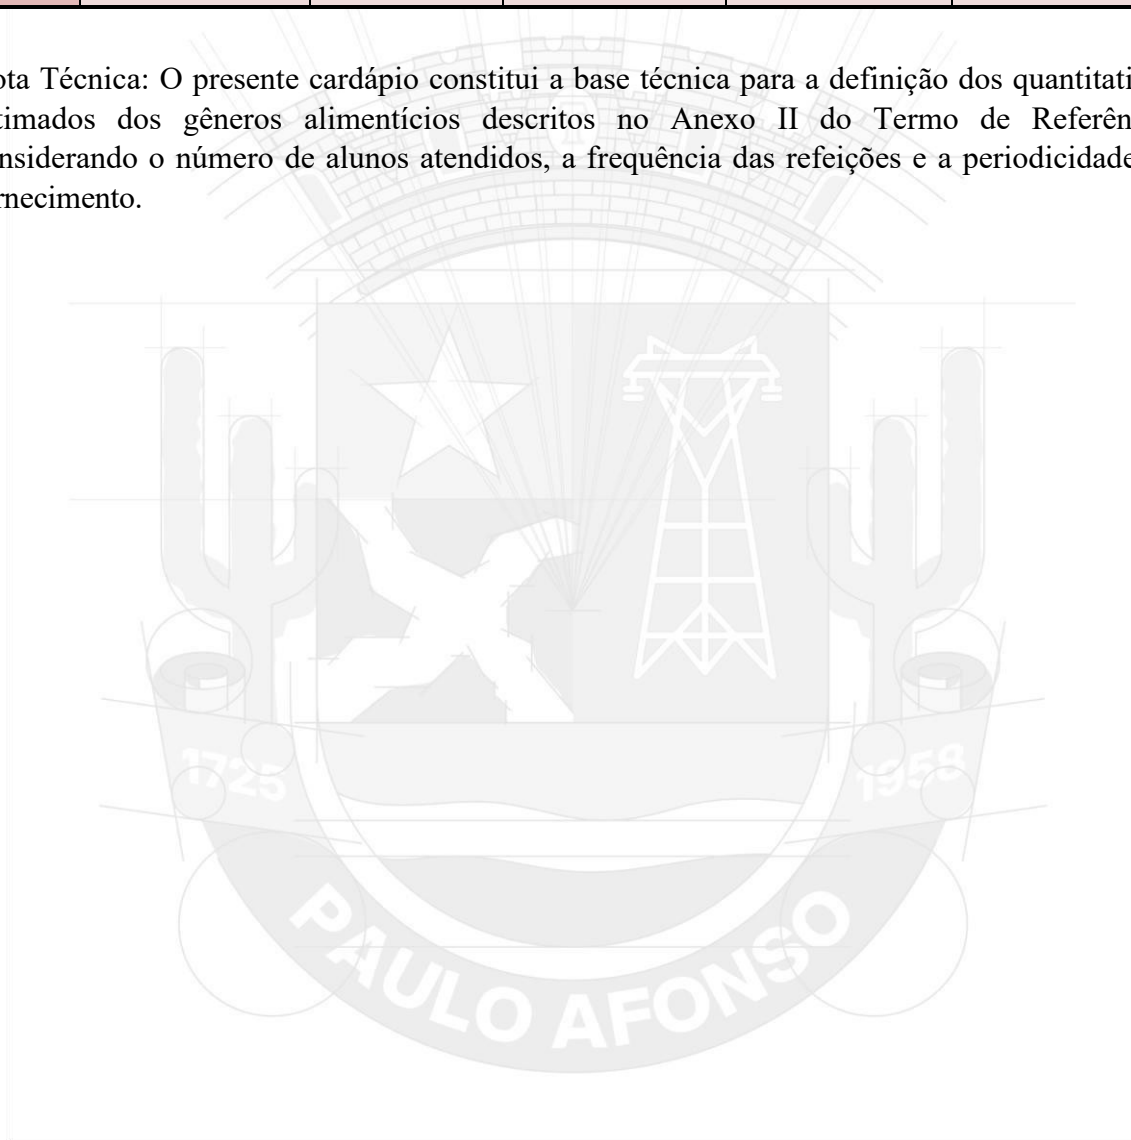 ota Técnica: O presente cardápio constitui a base técnica para a definição dos quantitati
timados dos gêneros alimentícios descritos no Anexo II do Termo de Referên
nsiderando o número de alunos atendidos, a frequência das refeições e a periodicidade
rnecimento.
1725
1958
PAULO AFONSO